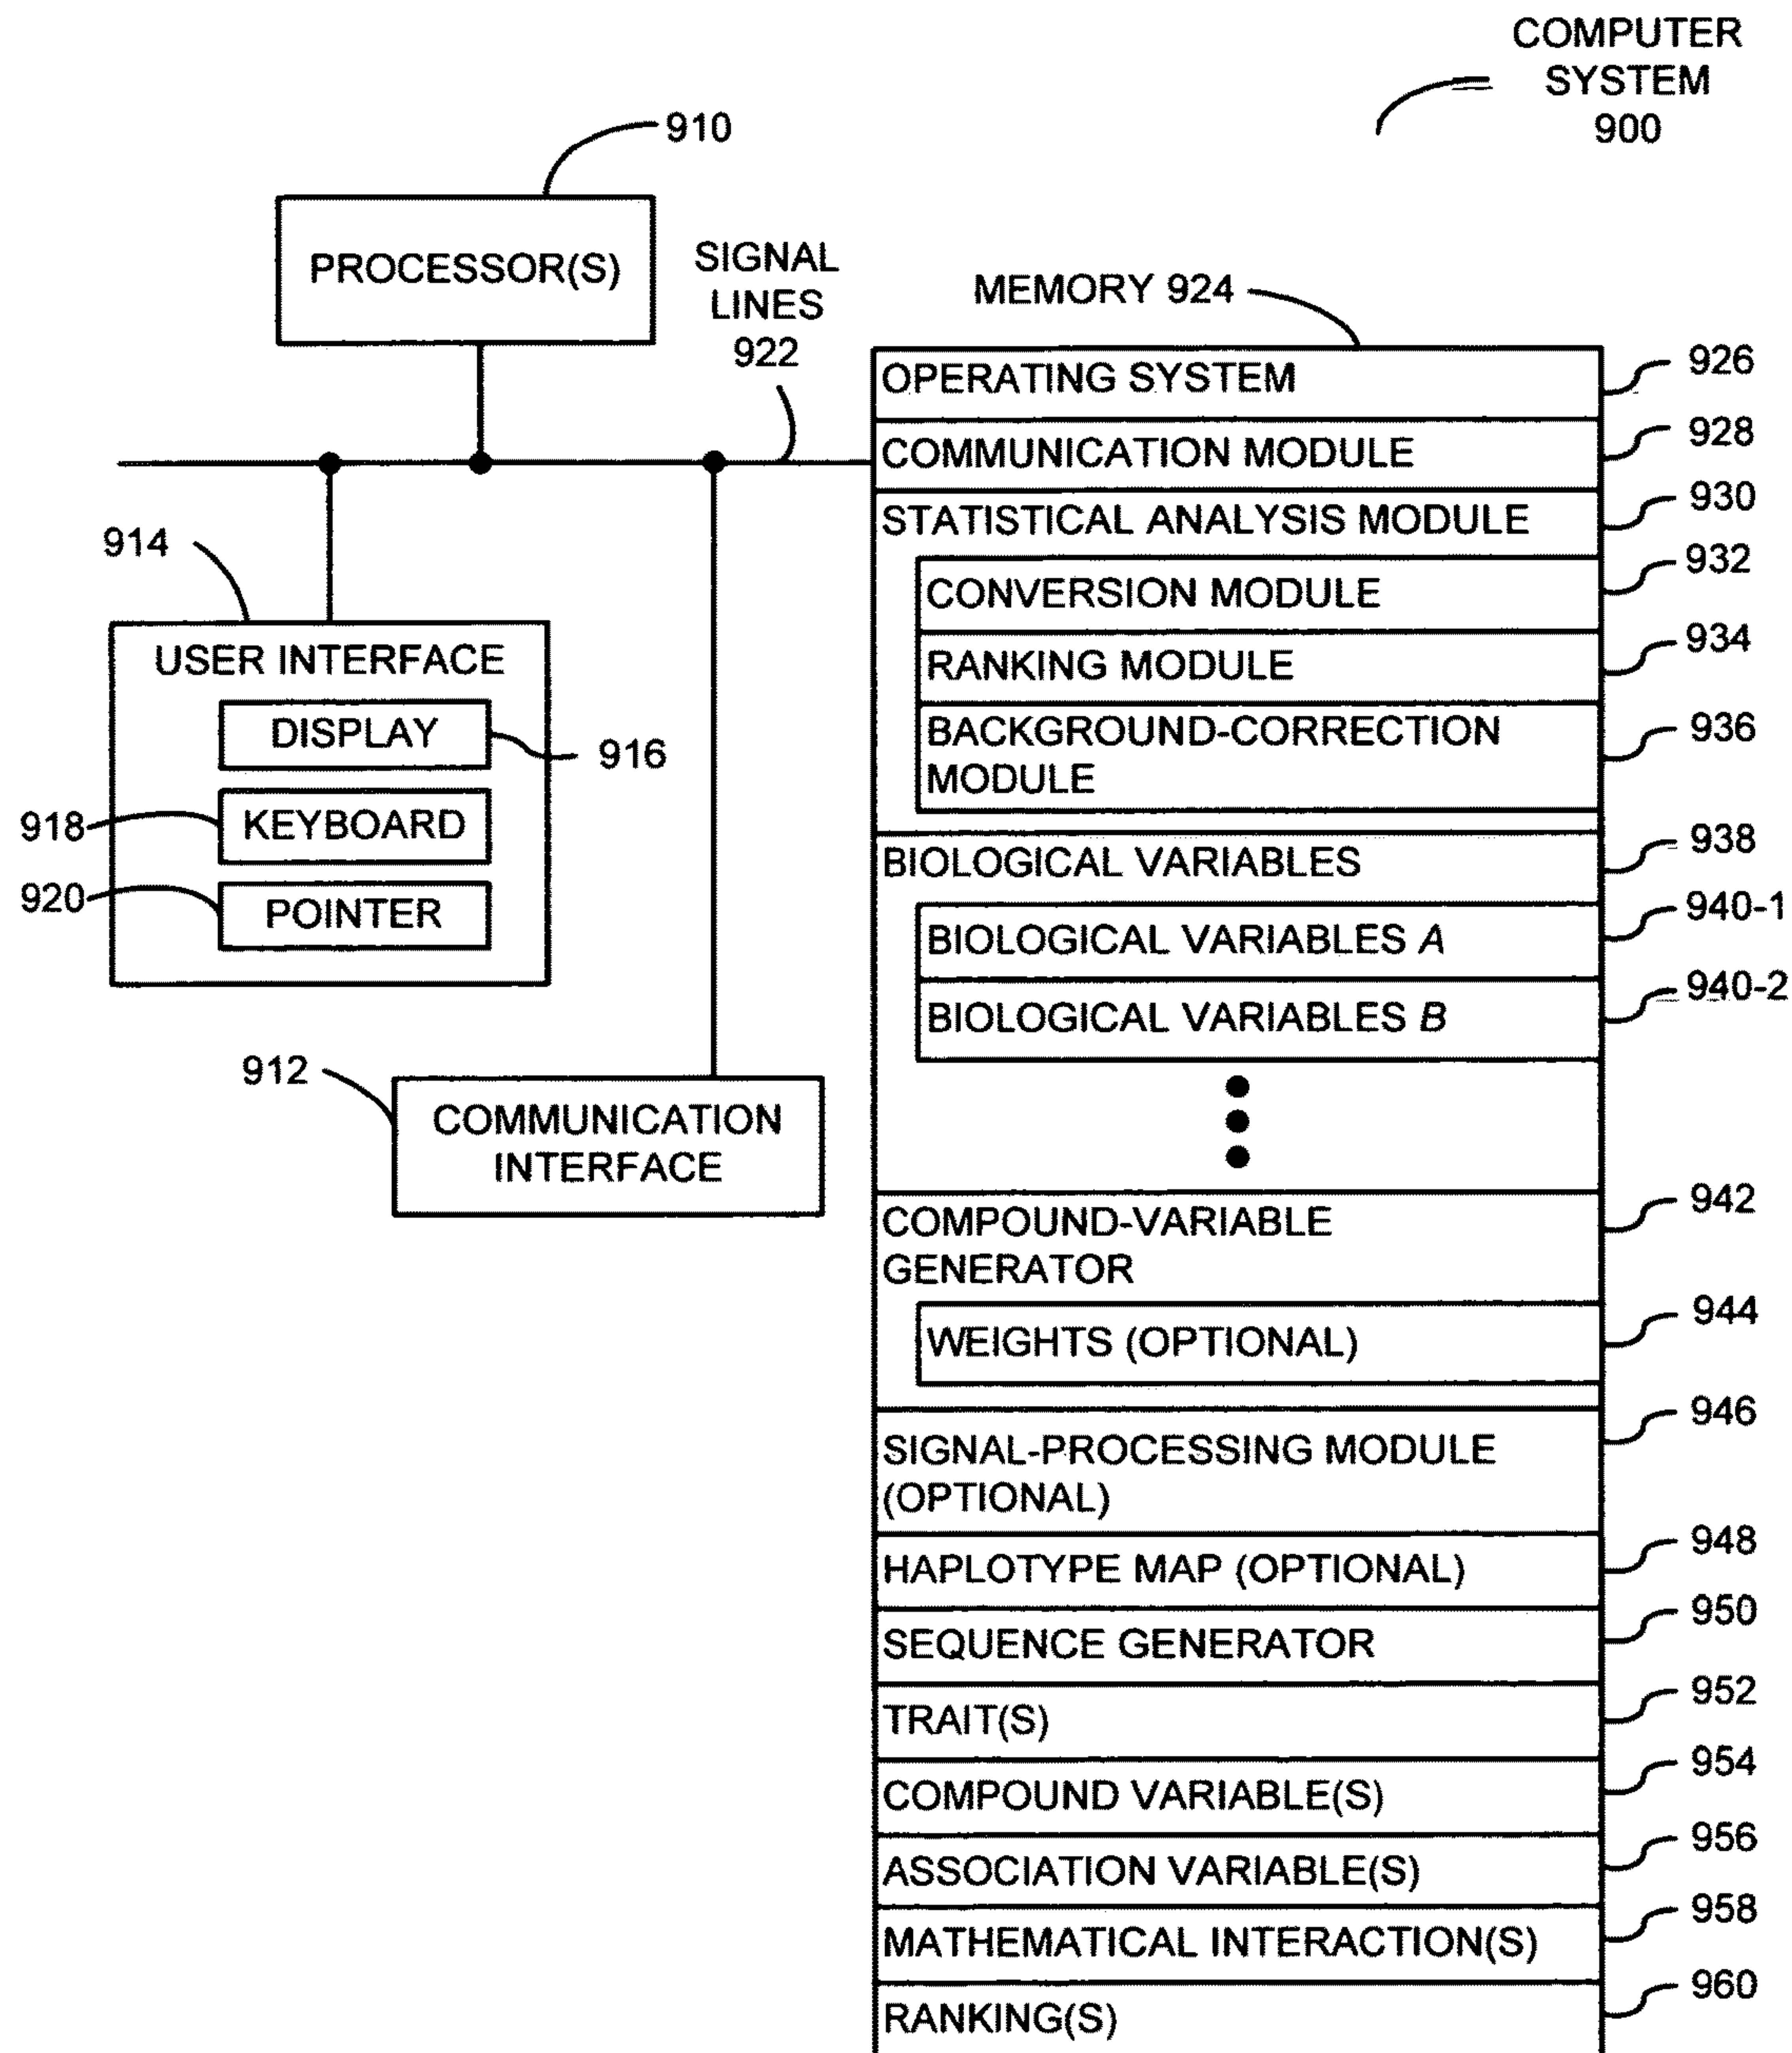 COMPUTER
SYSTEM
900
910
PROCESSOR(S)
SIGNAL
LINES
922
MEMORY 924
OPERATING SYSTEM
926
COMMUNICATION MODULE
928
STATISTICAL ANALYSIS MODULE
930
CONVERSION MODULE
932
RANKING MODULE
934
BACKGROUND-CORRECTION
MODULE
936
BIOLOGICAL VARIABLES
938
BIOLOGICAL VARIABLES A
940-1
BIOLOGICAL VARIABLES B
940-2
COMPOUND-VARIABLE
GENERATOR
942
WEIGHTS (OPTIONAL)
944
SIGNAL-PROCESSING MODULE
(OPTIONAL)
946
HAPLOTYPE MAP (OPTIONAL)
948
SEQUENCE GENERATOR
950
TRAIT(S)
952
COMPOUND VARIABLE(S)
954
ASSOCIATION VARIABLE(S)
956
MATHEMATICAL INTERACTION(S)
958
RANKING(S)
960
914
USER INTERFACE
DISPLAY
916
918
KEYBOARD
920
POINTER
912
COMMUNICATION
INTERFACE